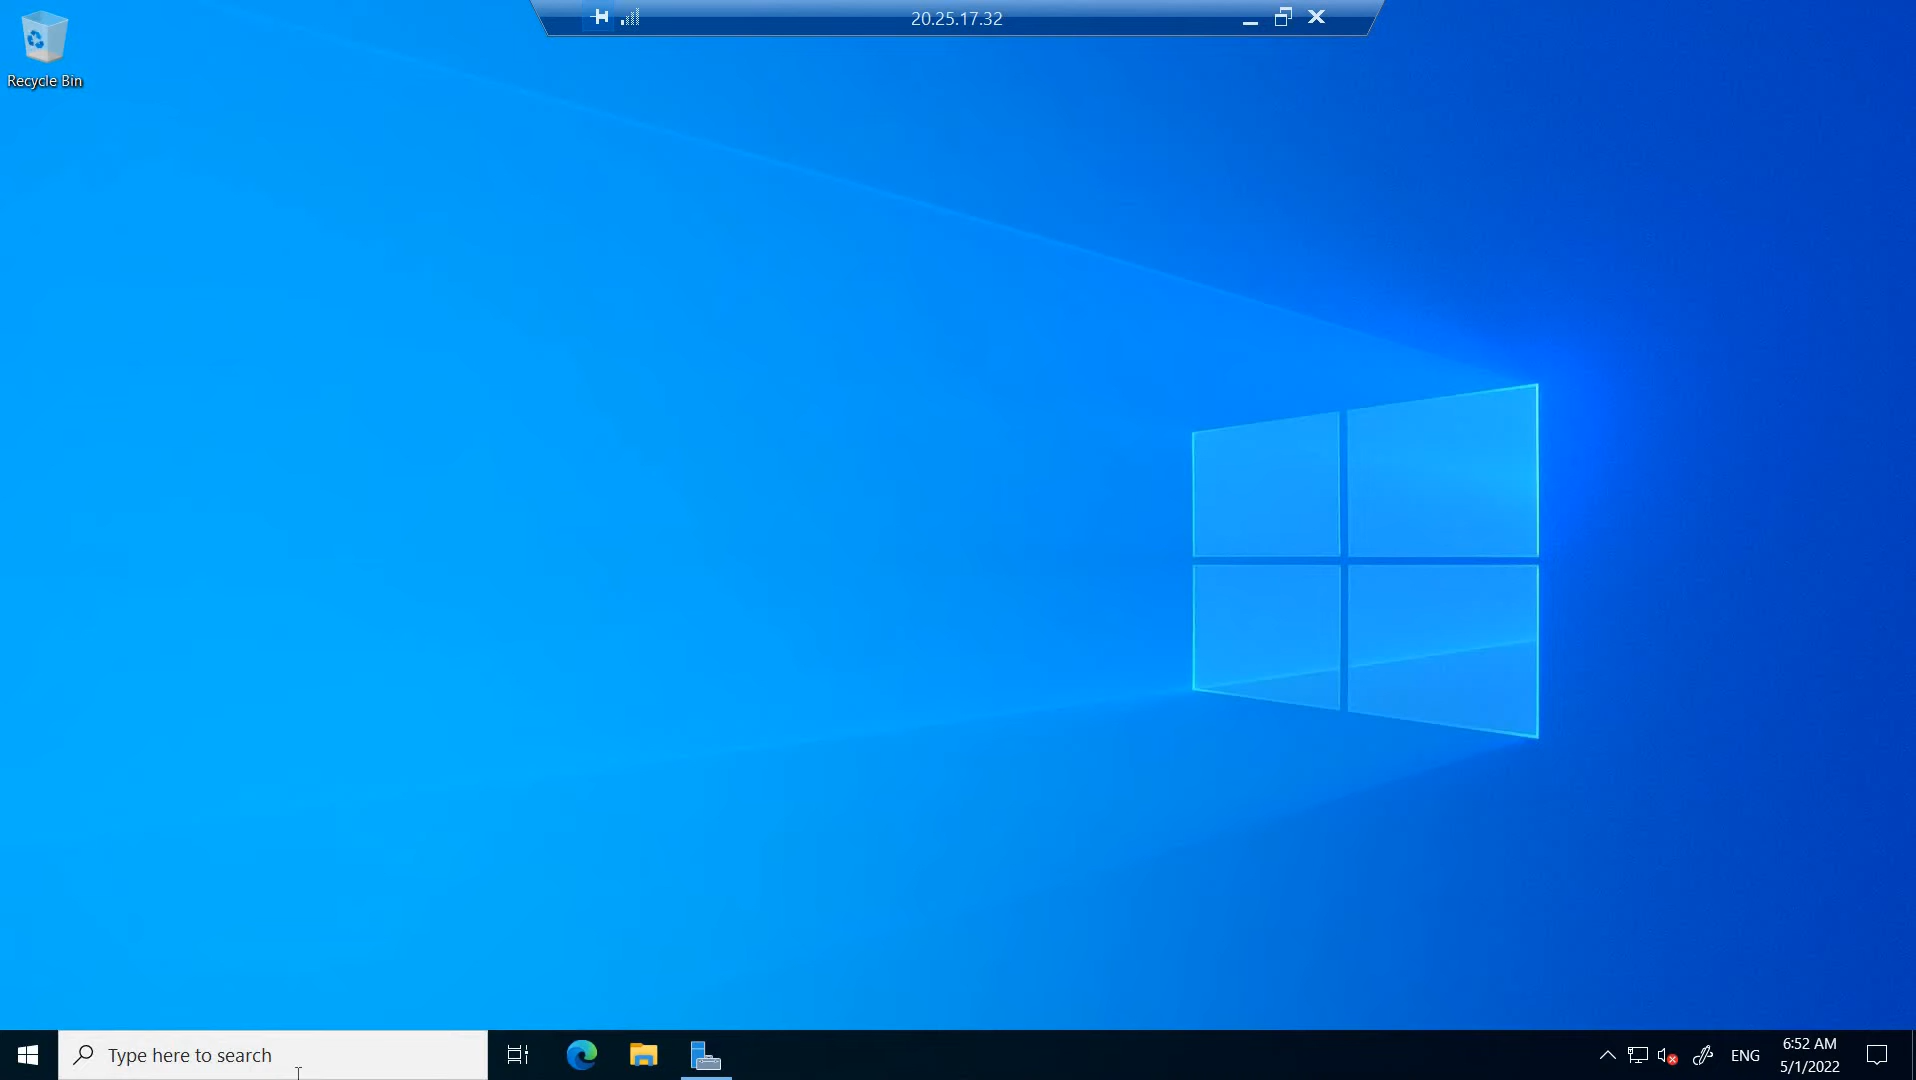 20.25.17.32
Recycle Bin
Type here to search
ENG
6:52 AM
5/1/2022